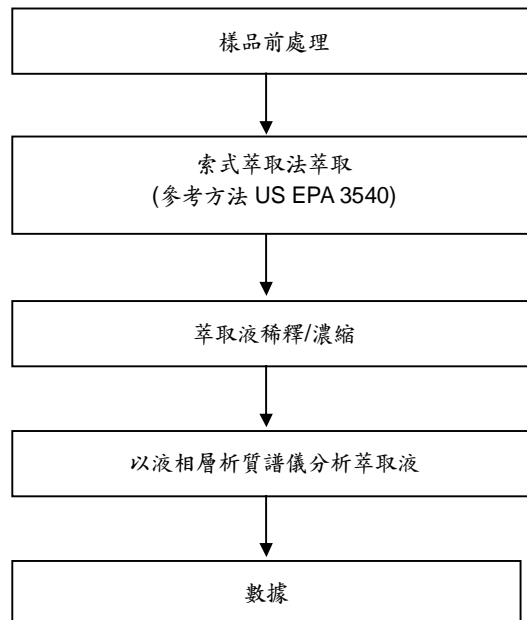 樣品前處理
索式萃取法萃取
(參考方法 US EPA 3540)
萃取液稀釋/濃縮
以液相層析質譜儀分析萃取液
數據